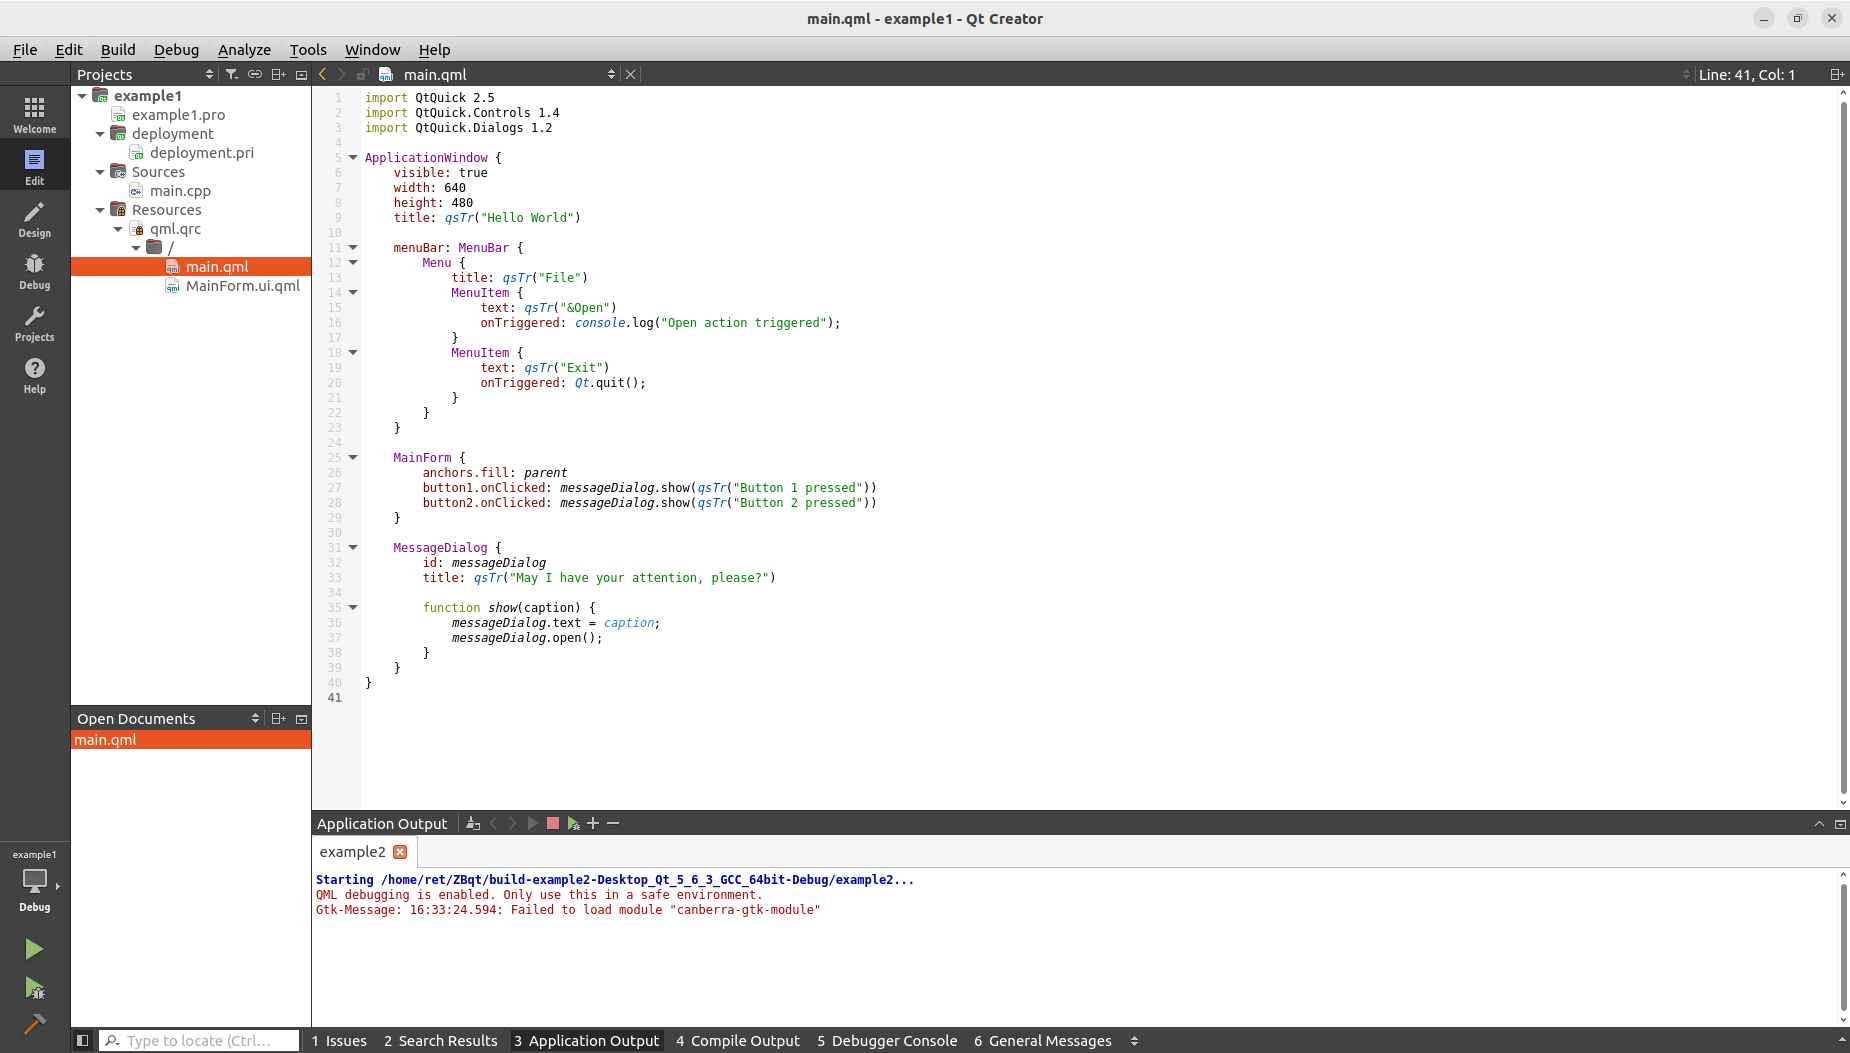 main.qml - example1 - Qt Creator
File Edit Build Debug Analyze Tools Window Help
Projects
main.qml
Line: 41, Col: 1
Welcome
Edit
Design
Debug
Projects
Help
example1
example1.pro
deployment
deployment.pri
Sources
main.cpp
Resources
qml.qrc
/
main.qml
MainForm.ui.qml
Open Documents
main.qml
1 import QtQuick 2.5
2 import QtQuick.Controls 1.4
3 import QtQuick.Dialogs 1.2
4
5 ApplicationWindow {
6     visible: true
7     width: 640
8     height: 480
9     title: qsTr("Hello World")
10
11     menuBar: MenuBar {
12         Menu {
13             title: qsTr("File")
14             MenuItem {
15                 text: qsTr("&Open")
16                 onTriggered: console.log("Open action triggered");
17             }
18             MenuItem {
19                 text: qsTr("Exit")
20                 onTriggered: Qt.quit();
21             }
22         }
23     }
24
25     MainForm {
26         anchors.fill: parent
27         button1.onClicked: messageDialog.show(qsTr("Button 1 pressed"))
28         button2.onClicked: messageDialog.show(qsTr("Button 2 pressed"))
29     }
30
31     MessageDialog {
32         id: messageDialog
33         title: qsTr("May I have your attention, please?")
34
35         function show(caption) {
36             messageDialog.text = caption;
37             messageDialog.open();
38         }
39     }
40 }
41
Application Output
example2
Starting /home/ret/ZBqt/build-example2-Desktop_Qt_5_6_3_GCC_64bit-Debug/example2...
QML debugging is enabled. Only use this in a safe environment.
Gtk-Message: 16:33:24.594: Failed to load module "canberra-gtk-module"
example1
Debug
Type to locate (Ctrl...
1 Issues 2 Search Results 3 Application Output 4 Compile Output 5 Debugger Console 6 General Messages